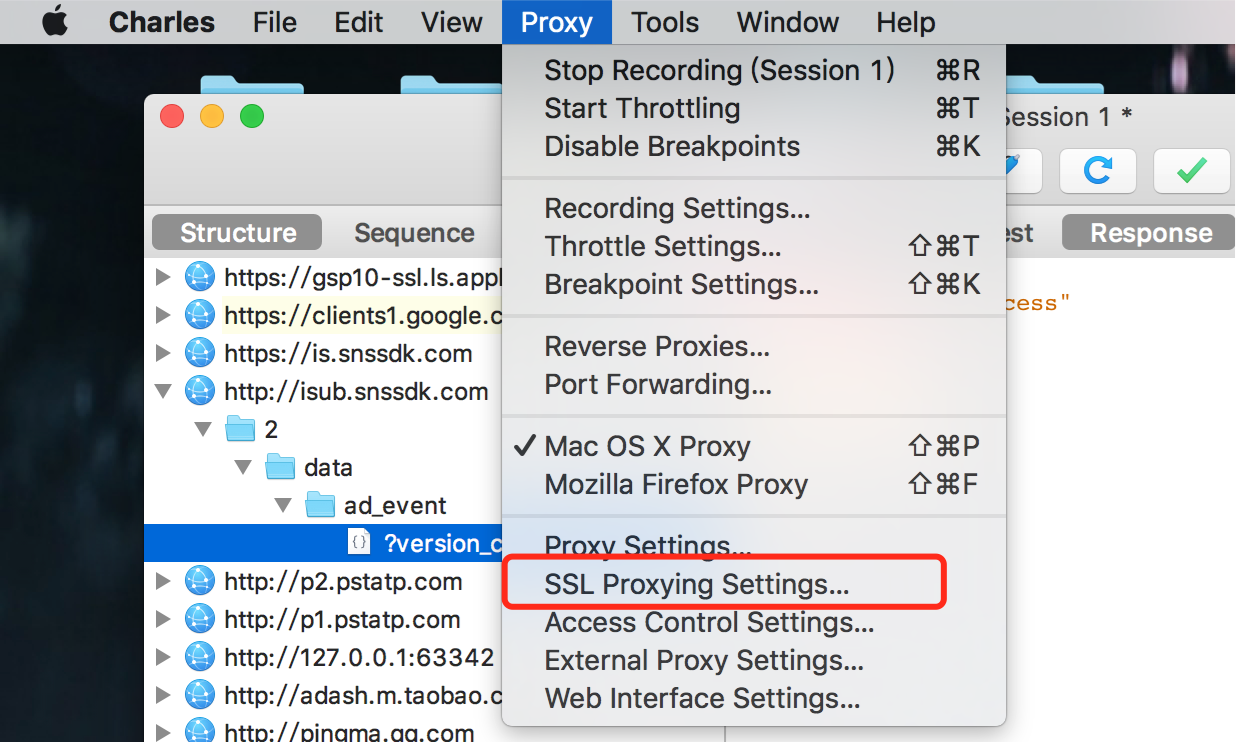 Charles File Edit View Proxy Tools Window Help
Stop Recording (Session 1) ⌘R
Start Throttling ⌘T
Disable Breakpoints ⌘K
Recording Settings...
Throttle Settings... ⇧⌘T
Breakpoint Settings... ⇧⌘K
Reverse Proxies...
Port Forwarding...
✓ Mac OS X Proxy ⇧⌘P
Mozilla Firefox Proxy ⇧⌘F
Proxy Settings...
SSL Proxying Settings...
Access Control Settings...
External Proxy Settings...
Web Interface Settings...
Session 1 *
Structure Sequence
Response
https://gsp10-ssl.ls.appl
https://clients1.google.c
https://is.snssdk.com
http://isub.snssdk.com
2
data
ad_event
{} ?version_c
http://p2.pstatp.com
http://p1.pstatp.com
http://127.0.0.1:63342
http://adash.m.taobao.c
http://pingma.qq.com
cess"